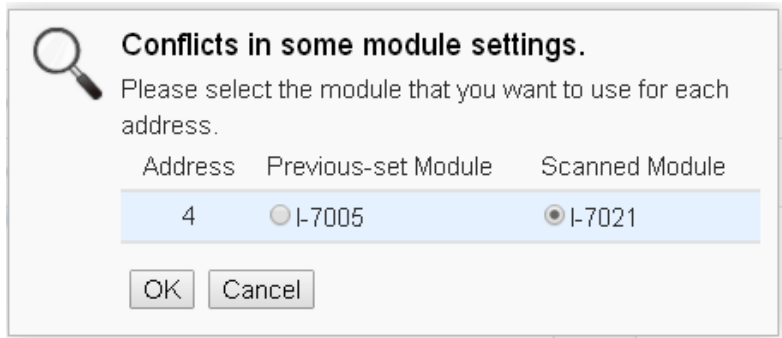 Conflicts in some module settings.
Please select the module that you want to use for each
address.
Address Previous-set Module Scanned Module
4 I-7005 I-7021
OK Cancel